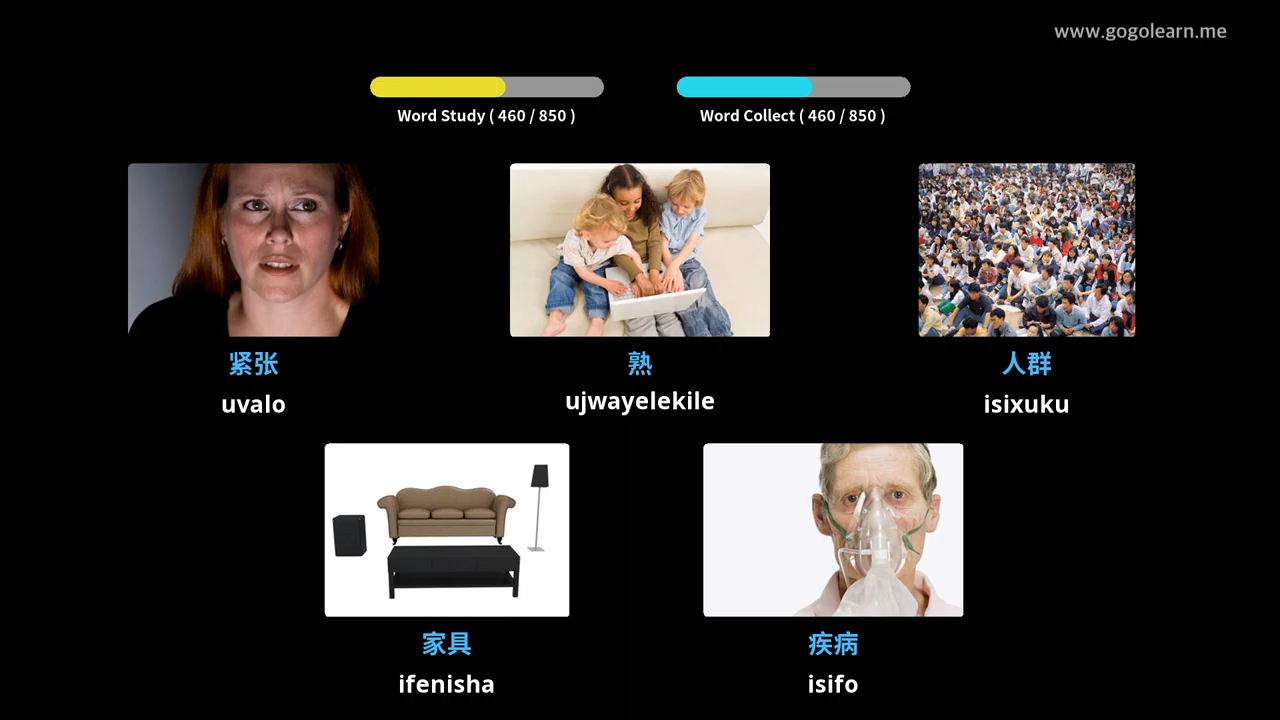 www.gogolearn.me
Word Study ( 460 / 850 )
Word Collect ( 460 / 850 )
紧张
uvalo
熟
ujwayelekile
人群
isixuku
家具
ifenisha
疾病
isifo